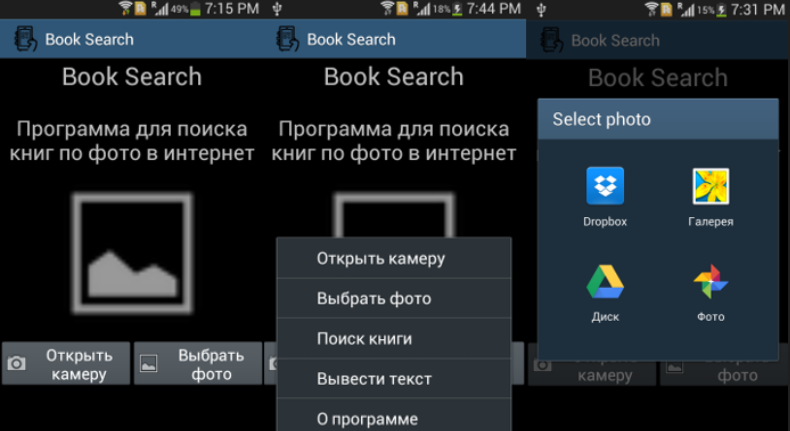 R 49% 7:15 PM
Book Search
Book Search
Программа для поиска
книг по фото в интернет
Открыть
камеру
Выбрать
фото
R 18% 7:44 PM
Book Search
Book Search
Программа для поиска
книг по фото в интернет
Открыть камеру
Выбрать фото
Поиск книги
Вывести текст
О программе
R 15% 7:31 PM
Book Search
Book Search
Select photo
Dropbox
Галерея
Диск
Фото
Открыть
камеру
Выбрать
фото